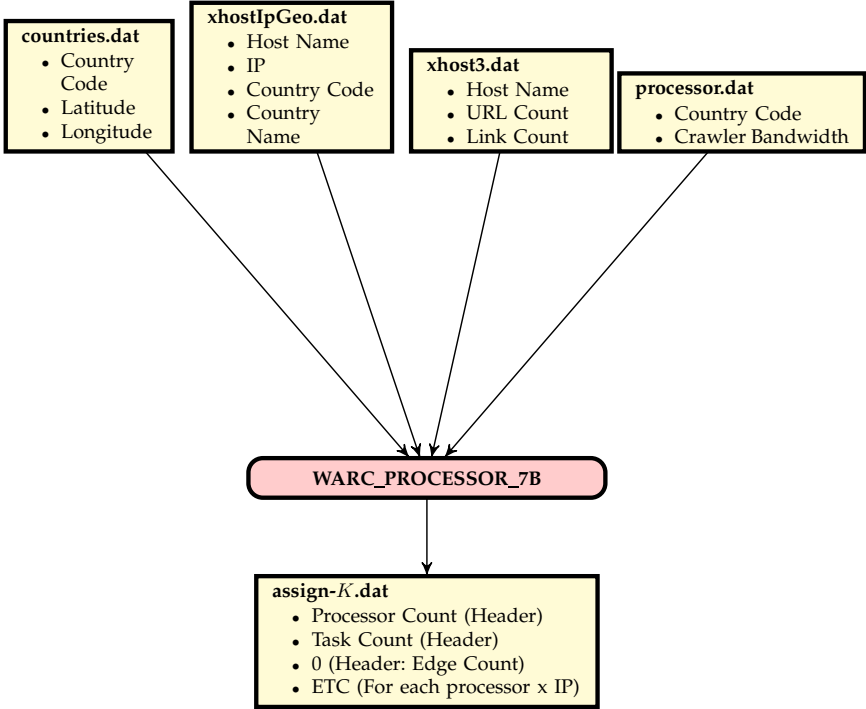 countries.dat
• Country
Code
• Latitude
• Longitude
xhostIpGeo.dat
• Host Name
• IP
• Country Code
• Country
Name
xhost3.dat
• Host Name
• URL Count
• Link Count
processor.dat
• Country Code
• Crawler Bandwidth
WARC_PROCESSOR_7B
assign-K.dat
• Processor Count (Header)
• Task Count (Header)
• 0 (Header: Edge Count)
• ETC (For each processor x IP)